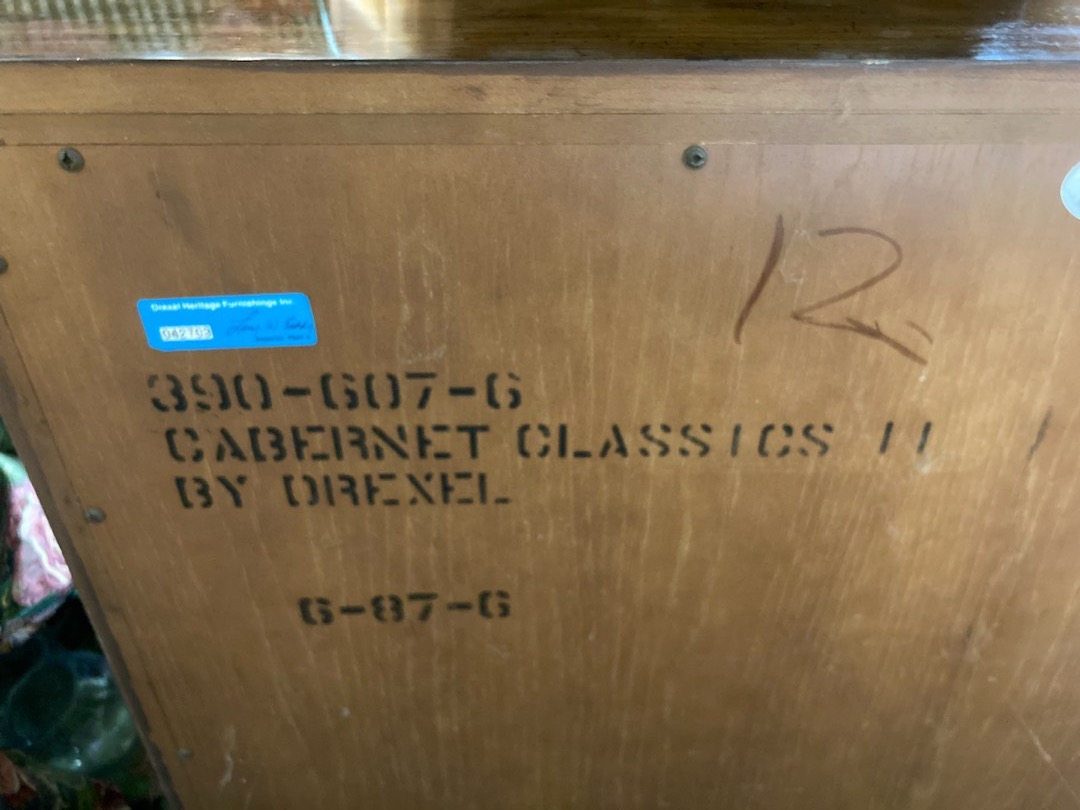 Drexel Heritage Furnishings Inc
042703
12
390-607-6
CABERNET CLASSICS II
BY DREXEL
6-87-6